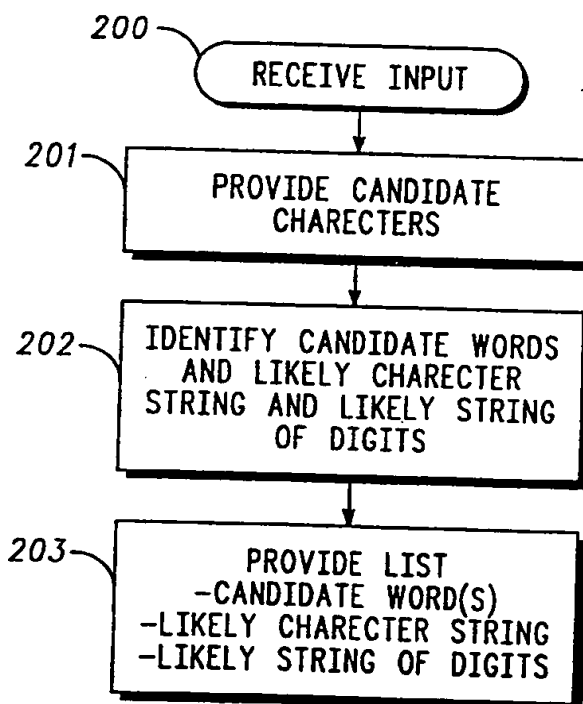 200
RECEIVE INPUT
201
PROVIDE CANDIDATE
CHARECTERS
202
IDENTIFY CANDIDATE WORDS
AND LIKELY CHARECTER
STRING AND LIKELY STRING
OF DIGITS
203
PROVIDE LIST
-CANDIDATE WORD(S)
-LIKELY CHARECTER STRING
-LIKELY STRING OF DIGITS